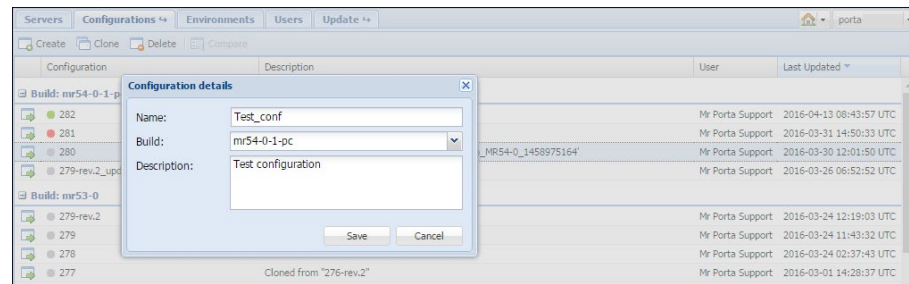 Servers Configurations Environments Users Update porta
Create Clone Delete Compare
Configuration Description User Last Updated
Build: mr54-0-1-p
Configuration details
282 Mr Porta Support 2016-04-13 08:43:57 UTC
Name: Test_conf
281 Mr Porta Support 2016-03-31 14:50:33 UTC
Build: mr54-0-1-pc
280 _MR54-0_1458975164' Mr Porta Support 2016-03-30 12:01:50 UTC
Description: Test configuration
279-rev.2_upd Mr Porta Support 2016-03-26 06:52:52 UTC
Build: mr53-0
279-rev.2 Mr Porta Support 2016-03-24 12:19:03 UTC
Save Cancel
279 Mr Porta Support 2016-03-24 11:43:32 UTC
278 Mr Porta Support 2016-03-24 02:37:43 UTC
277 Cloned from "276-rev.2" Mr Porta Support 2016-03-01 14:28:37 UTC